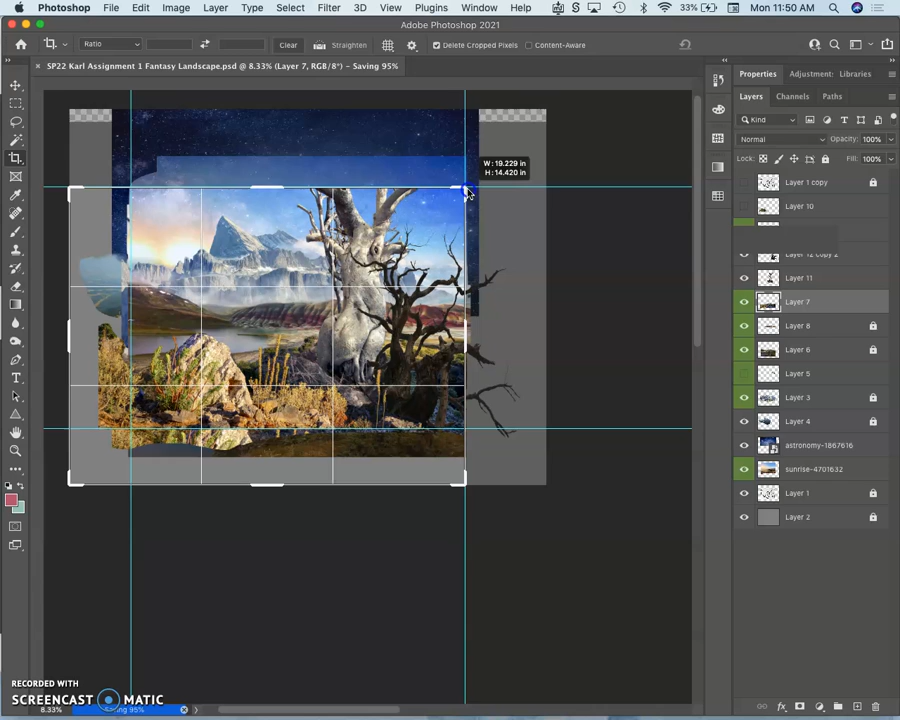 Photoshop File Edit Image Layer Type Select Filter 3D View Plugins Window Help 33% Mon 11:50 AM
Adobe Photoshop 2021
Ratio Clear Straighten Delete Cropped Pixels Content-Aware
× SP22 Karl Assignment 1 Fantasy Landscape.psd @ 8.33% (Layer 7, RGB/8*) – Saving 95%
Properties Adjustment: Libraries
Layers Channels Paths
Kind
Normal Opacity: 100%
Lock: Fill: 100%
W: 19.229 in
H: 14.420 in
Layer 1 copy
Layer 10
Layer 12 copy 2
Layer 11
Layer 7
Layer 8
Layer 6
Layer 5
Layer 3
Layer 4
astronomy-1867616
sunrise-4701632
Layer 1
Layer 2
RECORDED WITH
SCREENCAST MATIC
8.33% Saving 95%
fx